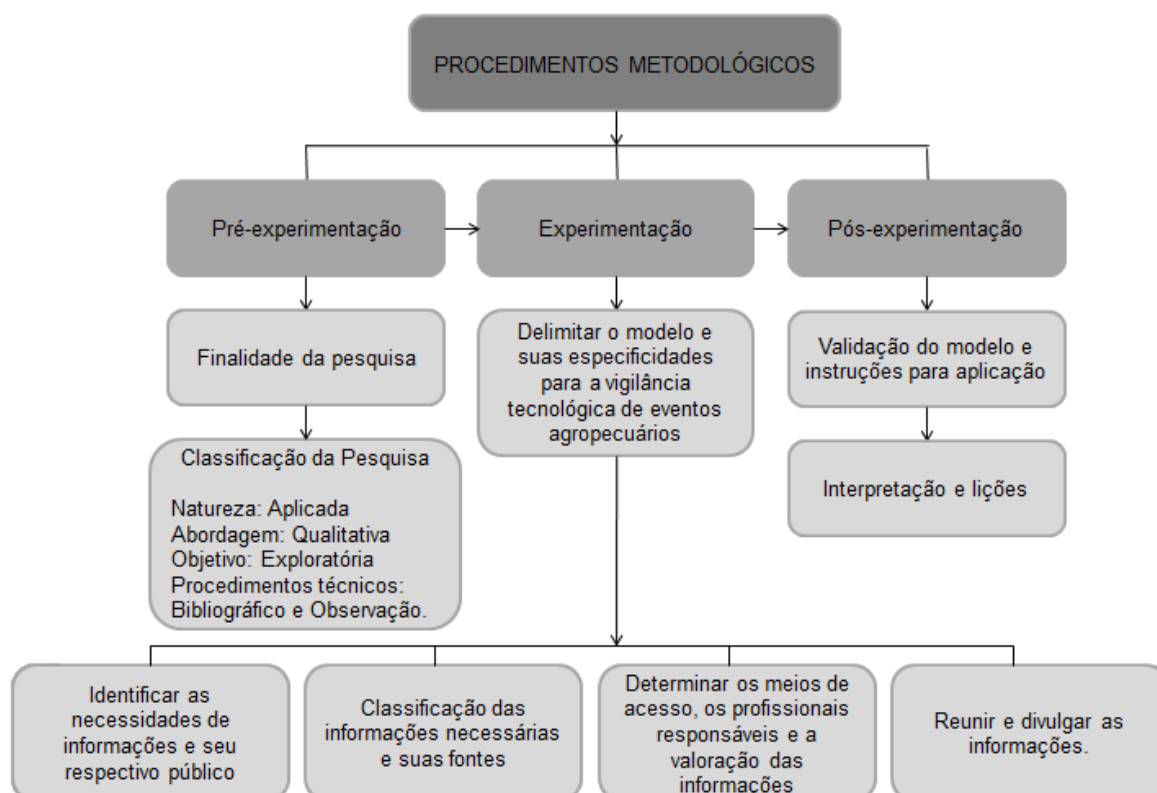 PROCEDIMENTOS METODOLÓGICOS
Pré-experimentação
Experimentação
Pós-experimentação
Finalidade da pesquisa
Delimitar o modelo e
suas especificidades
para a vigilância
tecnológica de eventos
agropecuários
Validação do modelo e
instruções para aplicação
Classificação da Pesquisa
Natureza: Aplicada
Abordagem: Qualitativa
Objetivo: Exploratória
Procedimentos técnicos:
Bibliográfico e Observação.
Interpretação e lições
Identificar as
necessidades de
informações e seu
respectivo público
Classificação das
informações necessárias
e suas fontes
Determinar os meios de
acesso, os profissionais
responsáveis e a
valoração das
informações
Reunir e divulgar as
informações.